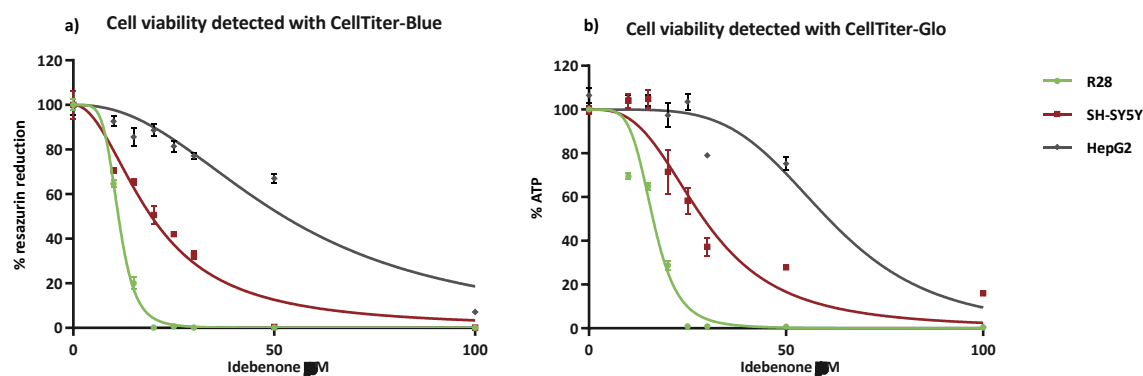 a) Cell viability detected with CellTiter-Blue
120
100
80
60
40
20
0
% resazurin reduction
0 50 100
Idebenone M
b) Cell viability detected with CellTiter-Glo
120
100
80
60
40
20
0
% ATP
0 50 100
Idebenone M
R28
SH-SY5Y
HepG2